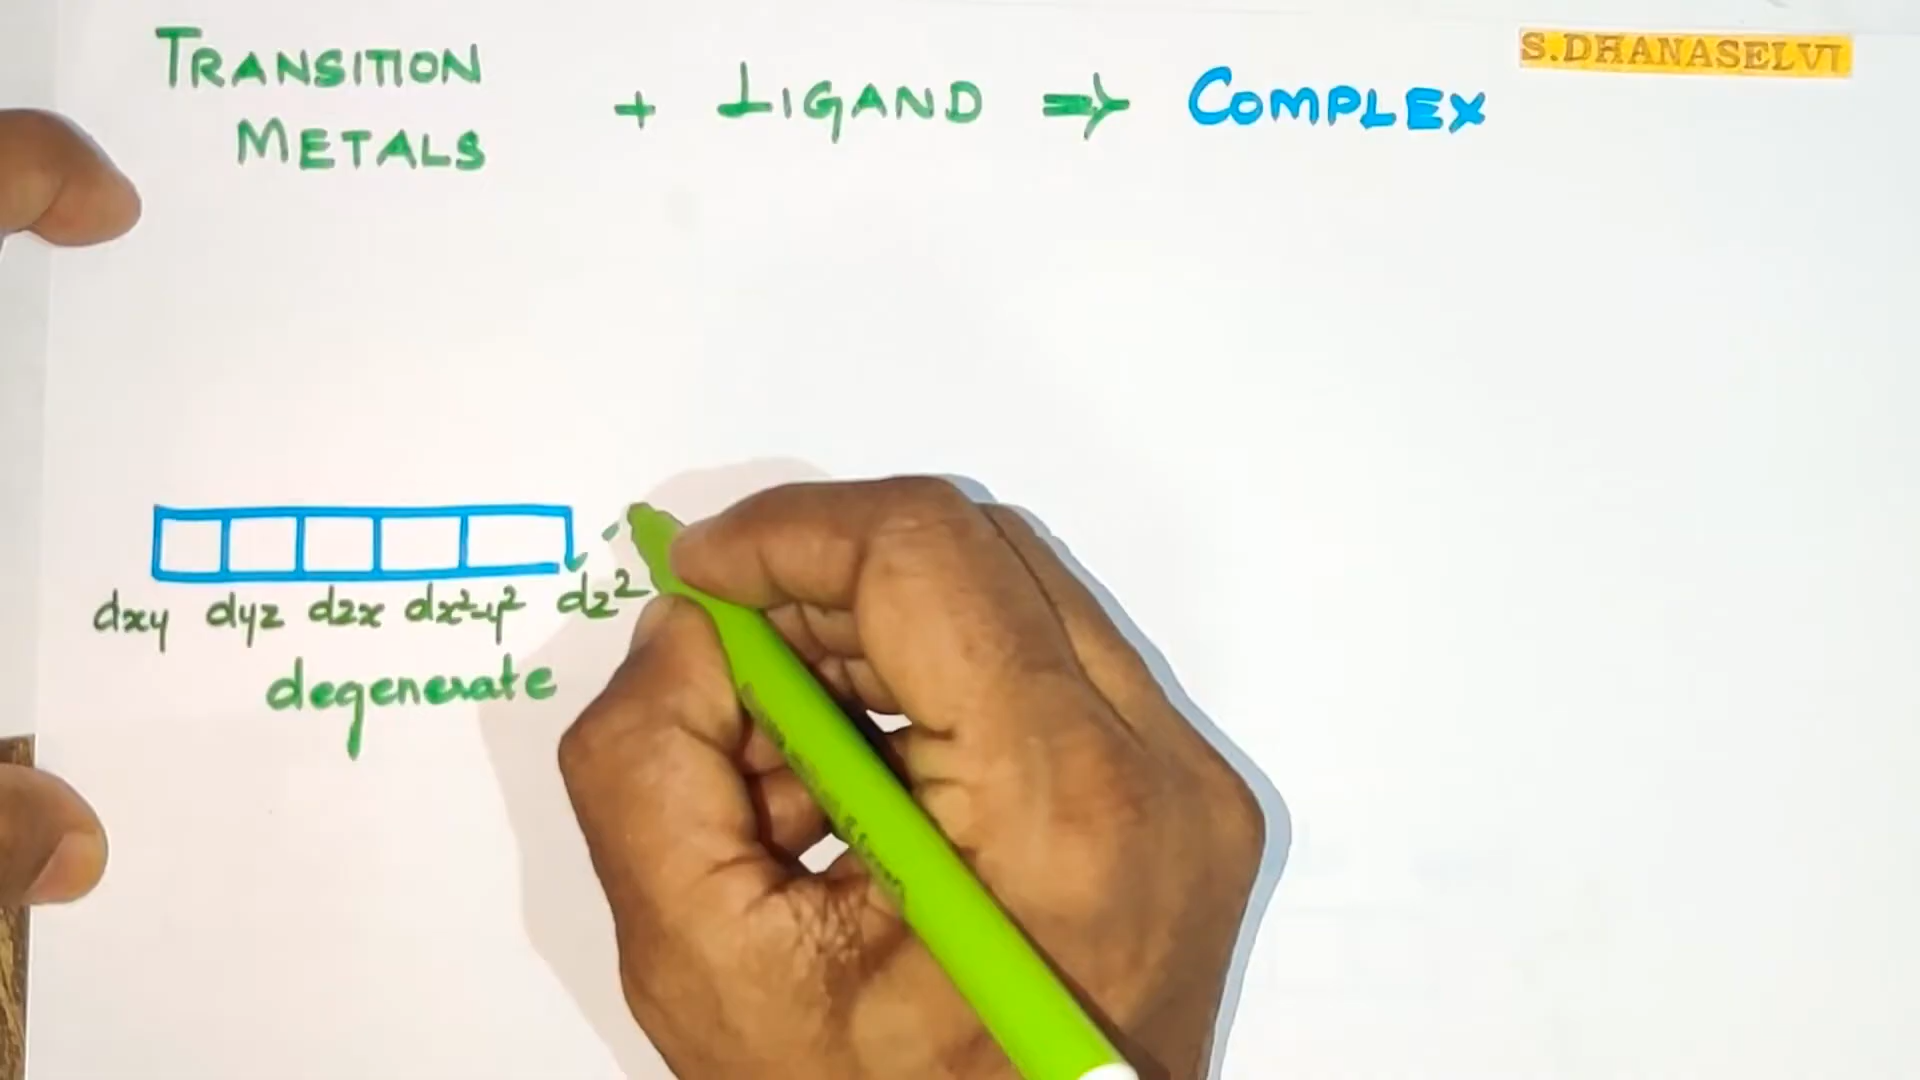 TRANSITION METALS + LIGAND ⇒ COMPLEX
S.DHANASELVI
dxy dyz dzx dx²-y² dz²
degenerate